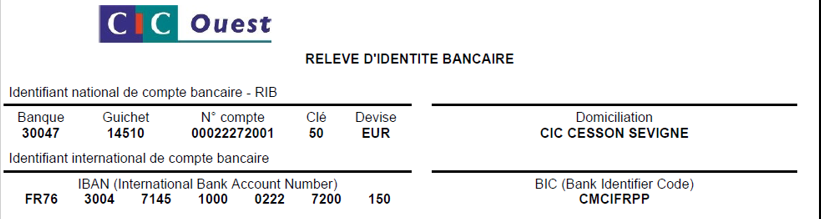 CIC Ouest
RELEVE D'IDENTITE BANCAIRE
Identifiant national de compte bancaire - RIB
Banque Guichet N° compte Clé Devise Domiciliation
30047 14510 00022272001 50 EUR CIC CESSON SEVIGNE
Identifiant international de compte bancaire
IBAN (International Bank Account Number) BIC (Bank Identifier Code)
FR76 3004 7145 1000 0222 7200 150 CMCIFRPP